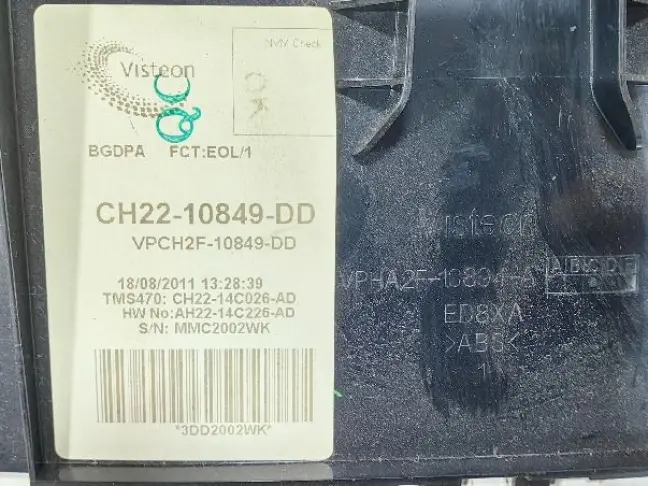 Visteon
NVM Check
OK
BGDPA FCT:EOL/1
CH22-10849-DD
VPCH2F-10849-DD
18/08/2011 13:28:39
TMS470: CH22-14C026-AD
HW No:AH22-14C226-AD
S/N: MMC2002WK
*3DD2002WK*
Visteon
ED8XA
>ABS<